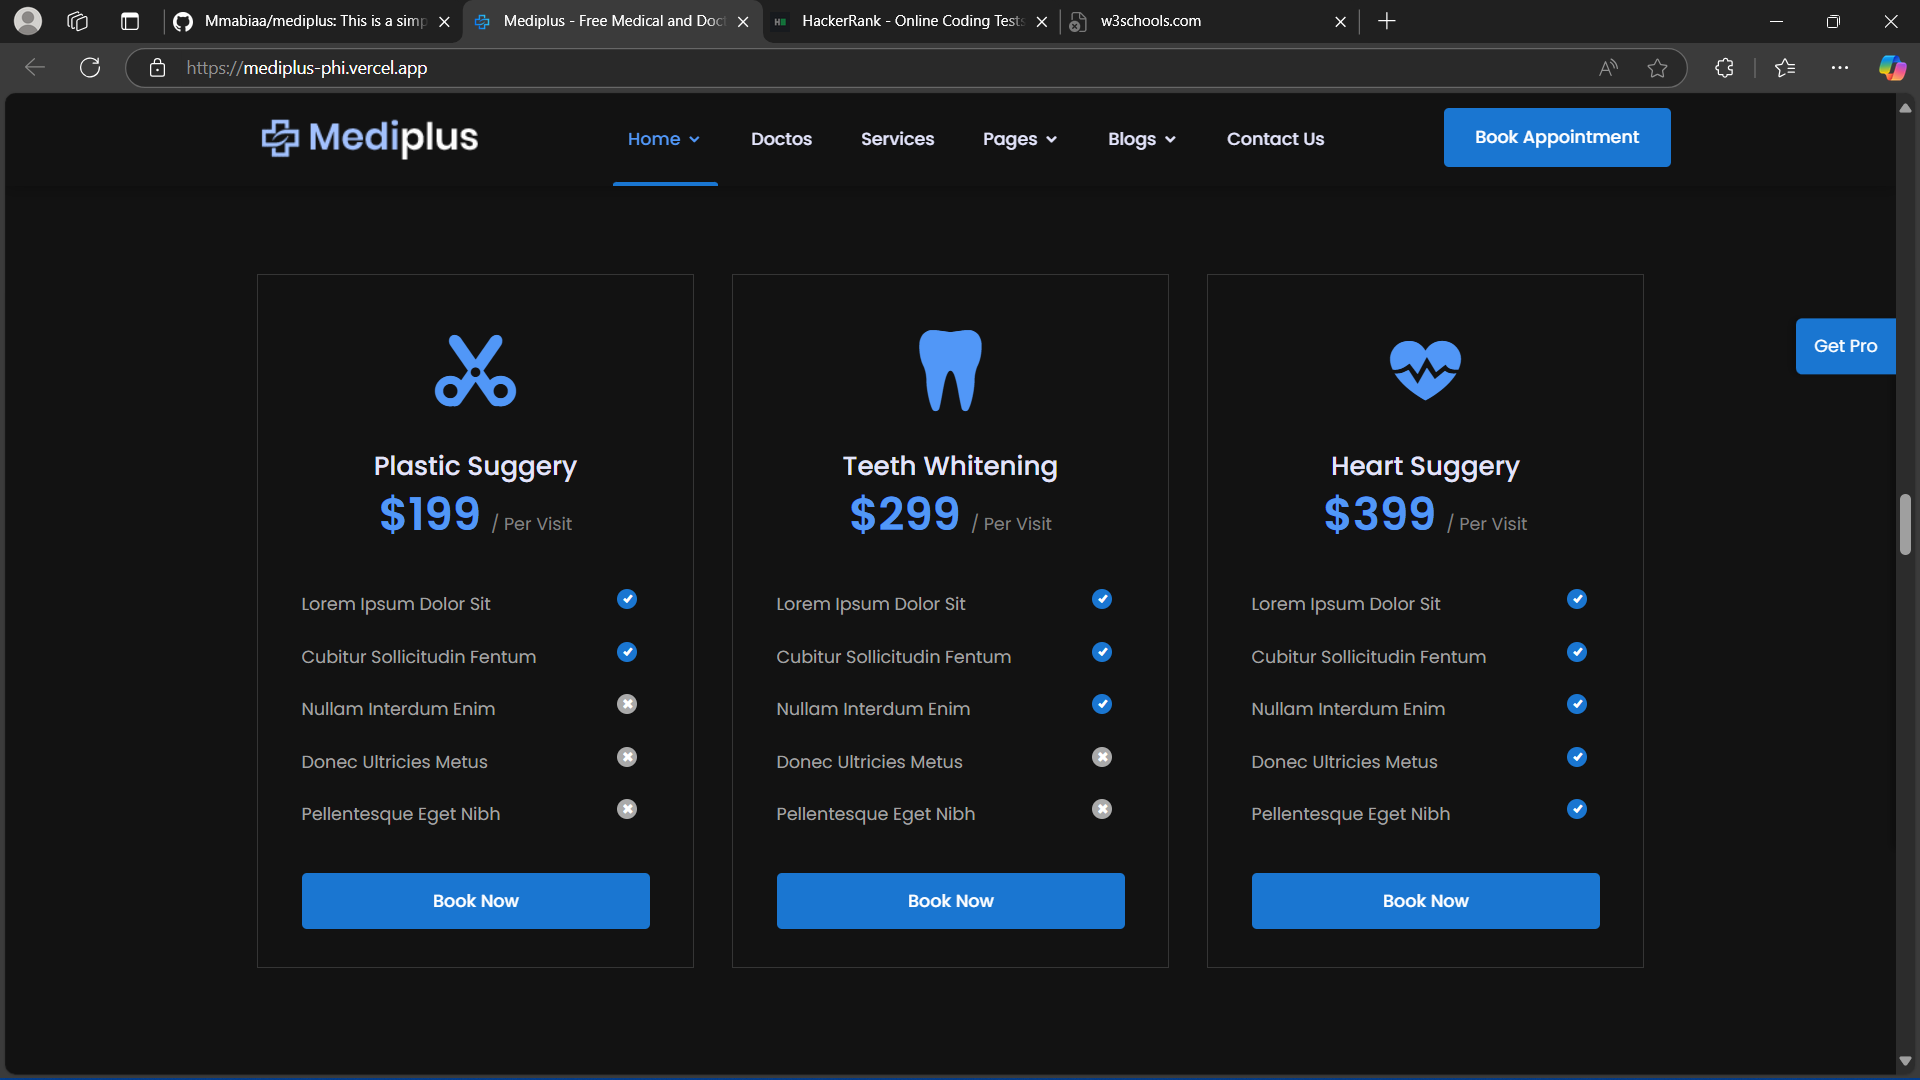 Mmabiaa/mediplus: This is a simp
Mediplus - Free Medical and Doct
HackerRank - Online Coding Tests
w3schools.com
https://mediplus-phi.vercel.app
Mediplus
Home
Doctos
Services
Pages
Blogs
Contact Us
Book Appointment
Get Pro
Plastic Suggery
$199 / Per Visit
Lorem Ipsum Dolor Sit
Cubitur Sollicitudin Fentum
Nullam Interdum Enim
Donec Ultricies Metus
Pellentesque Eget Nibh
Book Now
Teeth Whitening
$299 / Per Visit
Lorem Ipsum Dolor Sit
Cubitur Sollicitudin Fentum
Nullam Interdum Enim
Donec Ultricies Metus
Pellentesque Eget Nibh
Book Now
Heart Suggery
$399 / Per Visit
Lorem Ipsum Dolor Sit
Cubitur Sollicitudin Fentum
Nullam Interdum Enim
Donec Ultricies Metus
Pellentesque Eget Nibh
Book Now